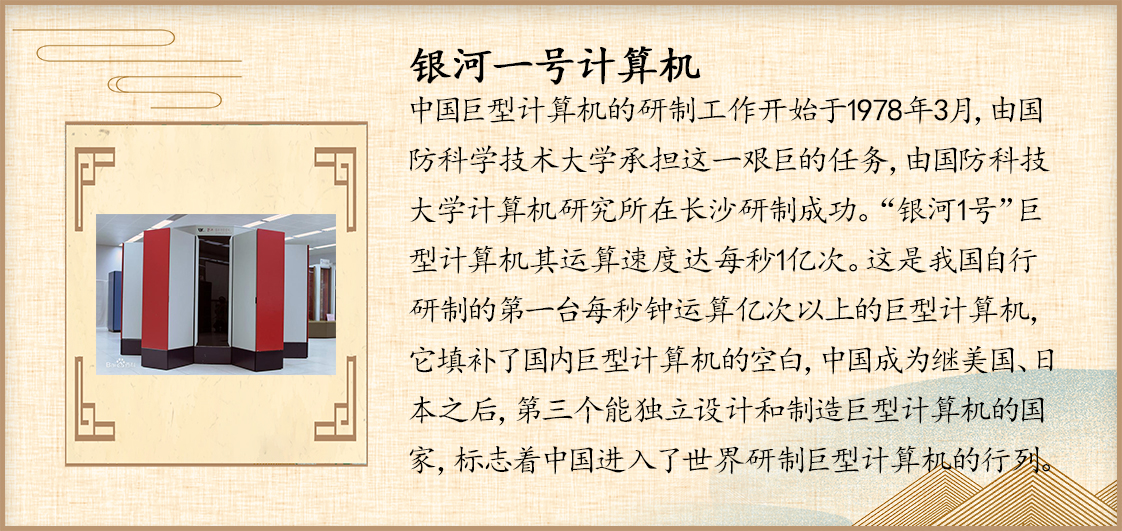 银河一号计算机
中国巨型计算机的研制工作开始于1978年3月,由国
防科学技术大学承担这一艰巨的任务,由国防科技
大学计算机研究所在长沙研制成功。“银河1号”巨
型计算机其运算速度达每秒1亿次。这是我国自行
研制的第一台每秒钟运算亿次以上的巨型计算机,
它填补了国内巨型计算机的空白,中国成为继美国、日
本之后,第三个能独立设计和制造巨型计算机的国
家,标志着中国进入了世界研制巨型计算机的行列。